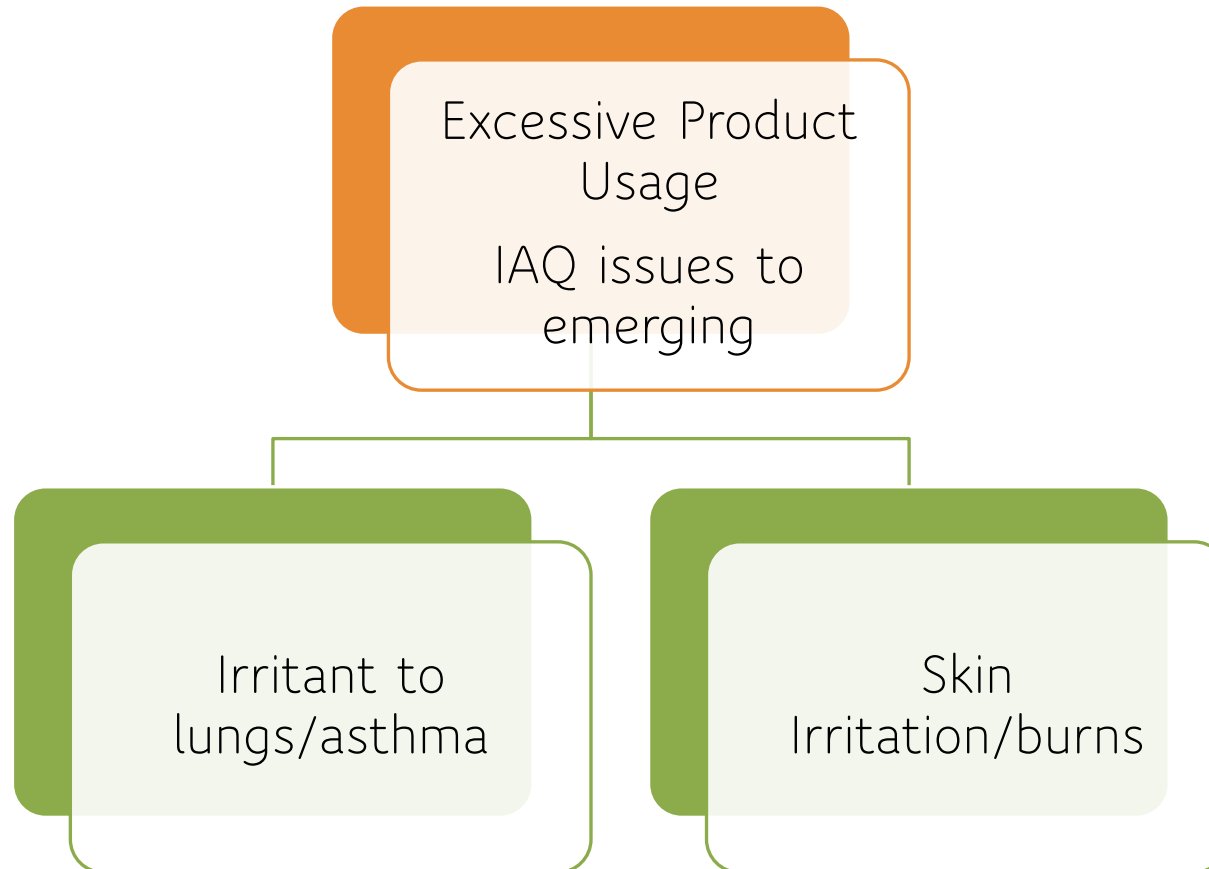 Excessive Product
Usage
IAQ issues to
emerging
Irritant to
lungs/asthma
Skin
Irritation/burns